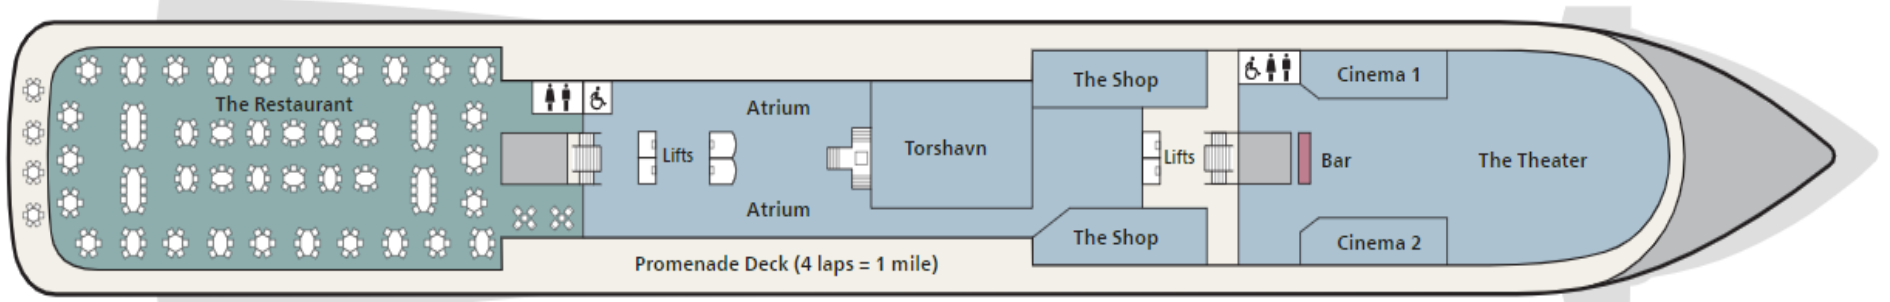 The Restaurant
Lifts
Atrium
Atrium
Torshavn
Promenade Deck (4 laps = 1 mile)
The Shop
The Shop
Lifts
Cinema 1
Bar
The Theater
Cinema 2